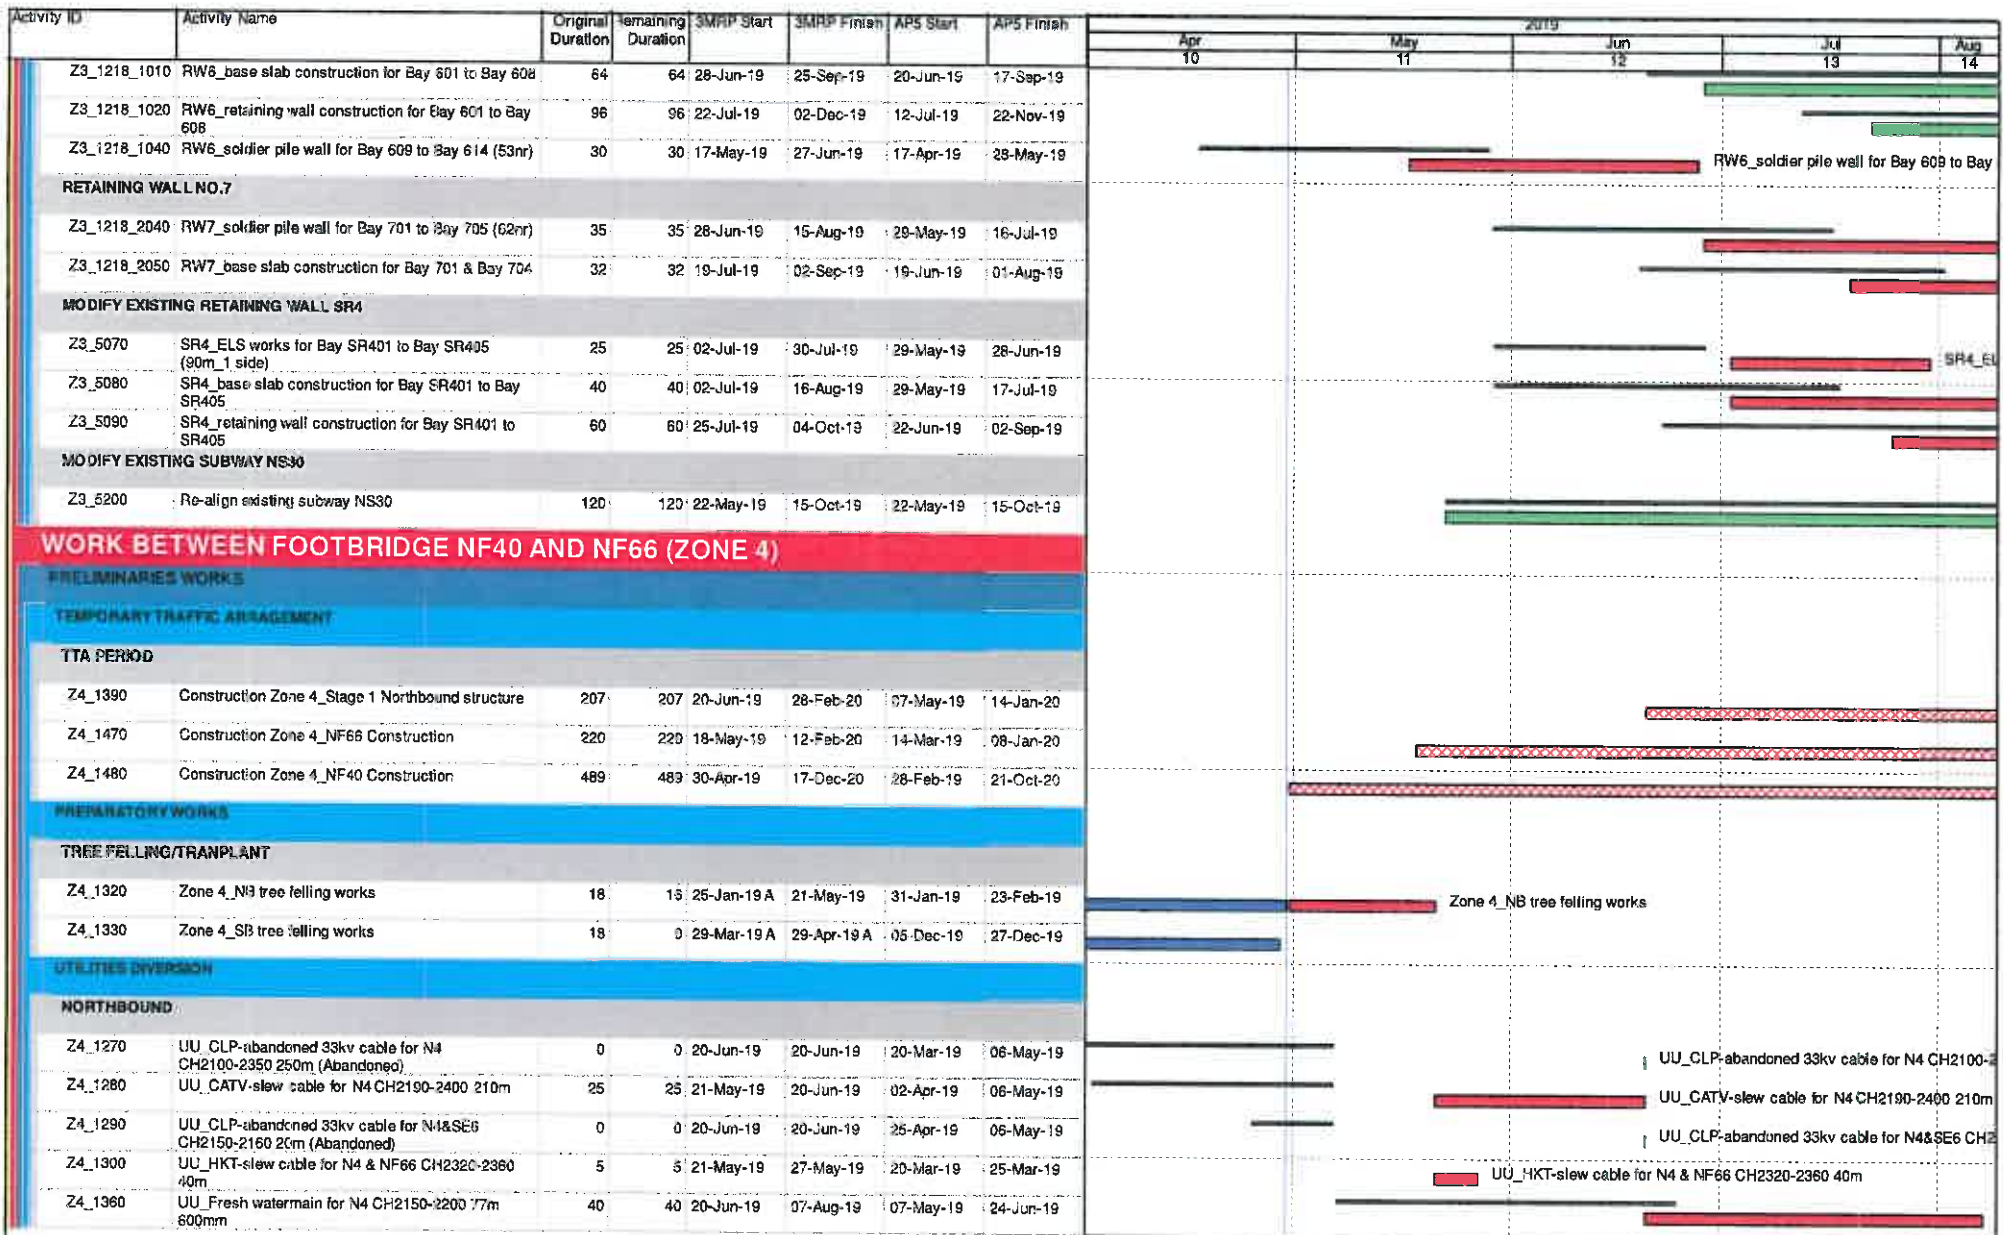 Activity ID Activity Name Original Duration Remaining Duration 3MRP Start 3MRP Finish AP5 Start AP5 Finish
2019
Apr May Jun Jul Aug
10 11 12 13 14
Z3_1218_1010 RW6_base slab construction for Bay 601 to Bay 608 64 64 28-Jun-19 25-Sep-19 20-Jun-19 17-Sep-19
Z3_1218_1020 RW6_retaining wall construction for Bay 601 to Bay 96 96 22-Jul-19 02-Dec-19 12-Jul-19 22-Nov-19
608
Z3_1218_1040 RW6_soldier pile wall for Bay 609 to Bay 614 (53nr) 30 30 17-May-19 27-Jun-19 17-Apr-19 28-May-19 RW6_soldier pile wall for Bay 609 to Bay
RETAINING WALL NO.7
Z3_1218_2040 RW7_soldier pile wall for Bay 701 to Bay 705 (62nr) 35 35 28-Jun-19 15-Aug-19 29-May-19 16-Jul-19
Z3_1218_2050 RW7_base slab construction for Bay 701 & Bay 704 32 32 19-Jul-19 02-Sep-19 19-Jun-19 01-Aug-19
MODIFY EXISTING RETAINING WALL SR4
Z3_5070 SR4_ELS works for Bay SR401 to Bay SR405 25 25 02-Jul-19 30-Jul-19 29-May-19 28-Jun-19 SR4_EL
(90m_1 side)
Z3_5080 SR4_base slab construction for Bay SR401 to Bay 40 40 02-Jul-19 16-Aug-19 29-May-19 17-Jul-19
SR405
Z3_5090 SR4_retaining wall construction for Bay SR401 to 60 60 25-Jul-19 04-Oct-19 22-Jun-19 02-Sep-19
SR405
MODIFY EXISTING SUBWAY NS30
Z3_5200 Re-align existing subway NS30 120 120 22-May-19 15-Oct-19 22-May-19 15-Oct-19
WORK BETWEEN FOOTBRIDGE NF40 AND NF66 (ZONE 4)
PRELIMINARIES WORKS
TEMPORARY TRAFFIC ARRAGEMENT
TTA PERIOD
Z4_1390 Construction Zone 4_Stage 1 Northbound structure 207 207 20-Jun-19 28-Feb-20 07-May-19 14-Jan-20
Z4_1470 Construction Zone 4_NF66 Construction 220 220 18-May-19 12-Feb-20 14-Mar-19 08-Jan-20
Z4_1480 Construction Zone 4_NF40 Construction 489 489 30-Apr-19 17-Dec-20 28-Feb-19 21-Oct-20
PREPARATORY WORKS
TREE FELLING/TRANPLANT
Z4_1320 Zone 4_NB tree felling works 18 16 25-Jan-19 A 21-May-19 31-Jan-19 23-Feb-19 Zone 4_NB tree felling works
Z4_1330 Zone 4_SB tree felling works 18 0 29-Mar-19 A 29-Apr-19 A 05-Dec-19 27-Dec-19
UTILITIES DIVERSION
NORTHBOUND
Z4_1270 UU_CLP-abandoned 33kv cable for N4 0 0 20-Jun-19 20-Jun-19 20-Mar-19 06-May-19 UU_CLP-abandoned 33kv cable for N4 CH2100-2
CH2100-2350 250m (Abandoned)
Z4_1280 UU_CATV-slew cable for N4 CH2190-2400 210m 25 25 21-May-19 20-Jun-19 02-Apr-19 06-May-19 UU_CATV-slew cable for N4 CH2190-2400 210m
Z4_1290 UU_CLP-abandoned 33kv cable for N4&SE6 0 0 20-Jun-19 20-Jun-19 25-Apr-19 06-May-19 UU_CLP-abandoned 33kv cable for N4&SE6 CH2
CH2150-2160 20m (Abandoned)
Z4_1300 UU_HKT-slew cable for N4 & NF66 CH2320-2360 5 5 21-May-19 27-May-19 20-Mar-19 25-Mar-19 UU_HKT-slew cable for N4 & NF66 CH2320-2360 40m
40m
Z4_1360 UU_Fresh watermain for N4 CH2150-2200 77m 40 40 20-Jun-19 07-Aug-19 07-May-19 24-Jun-19
600mm